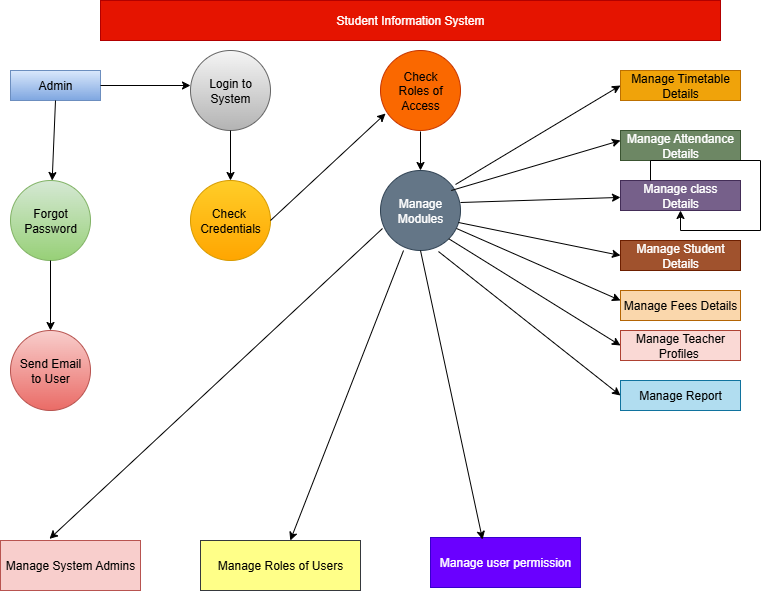 Student Information System
Admin
Login to
System
Check
Roles of
Access
Manage Timetable
Details
Manage Attendance
Details
Forgot
Password
Check
Credentials
Manage
Modules
Manage class
Details
Manage Student
Details
Manage Fees Details
Manage Teacher
Profiles
Send Email
to User
Manage Report
Manage System Admins
Manage Roles of Users
Manage user permission